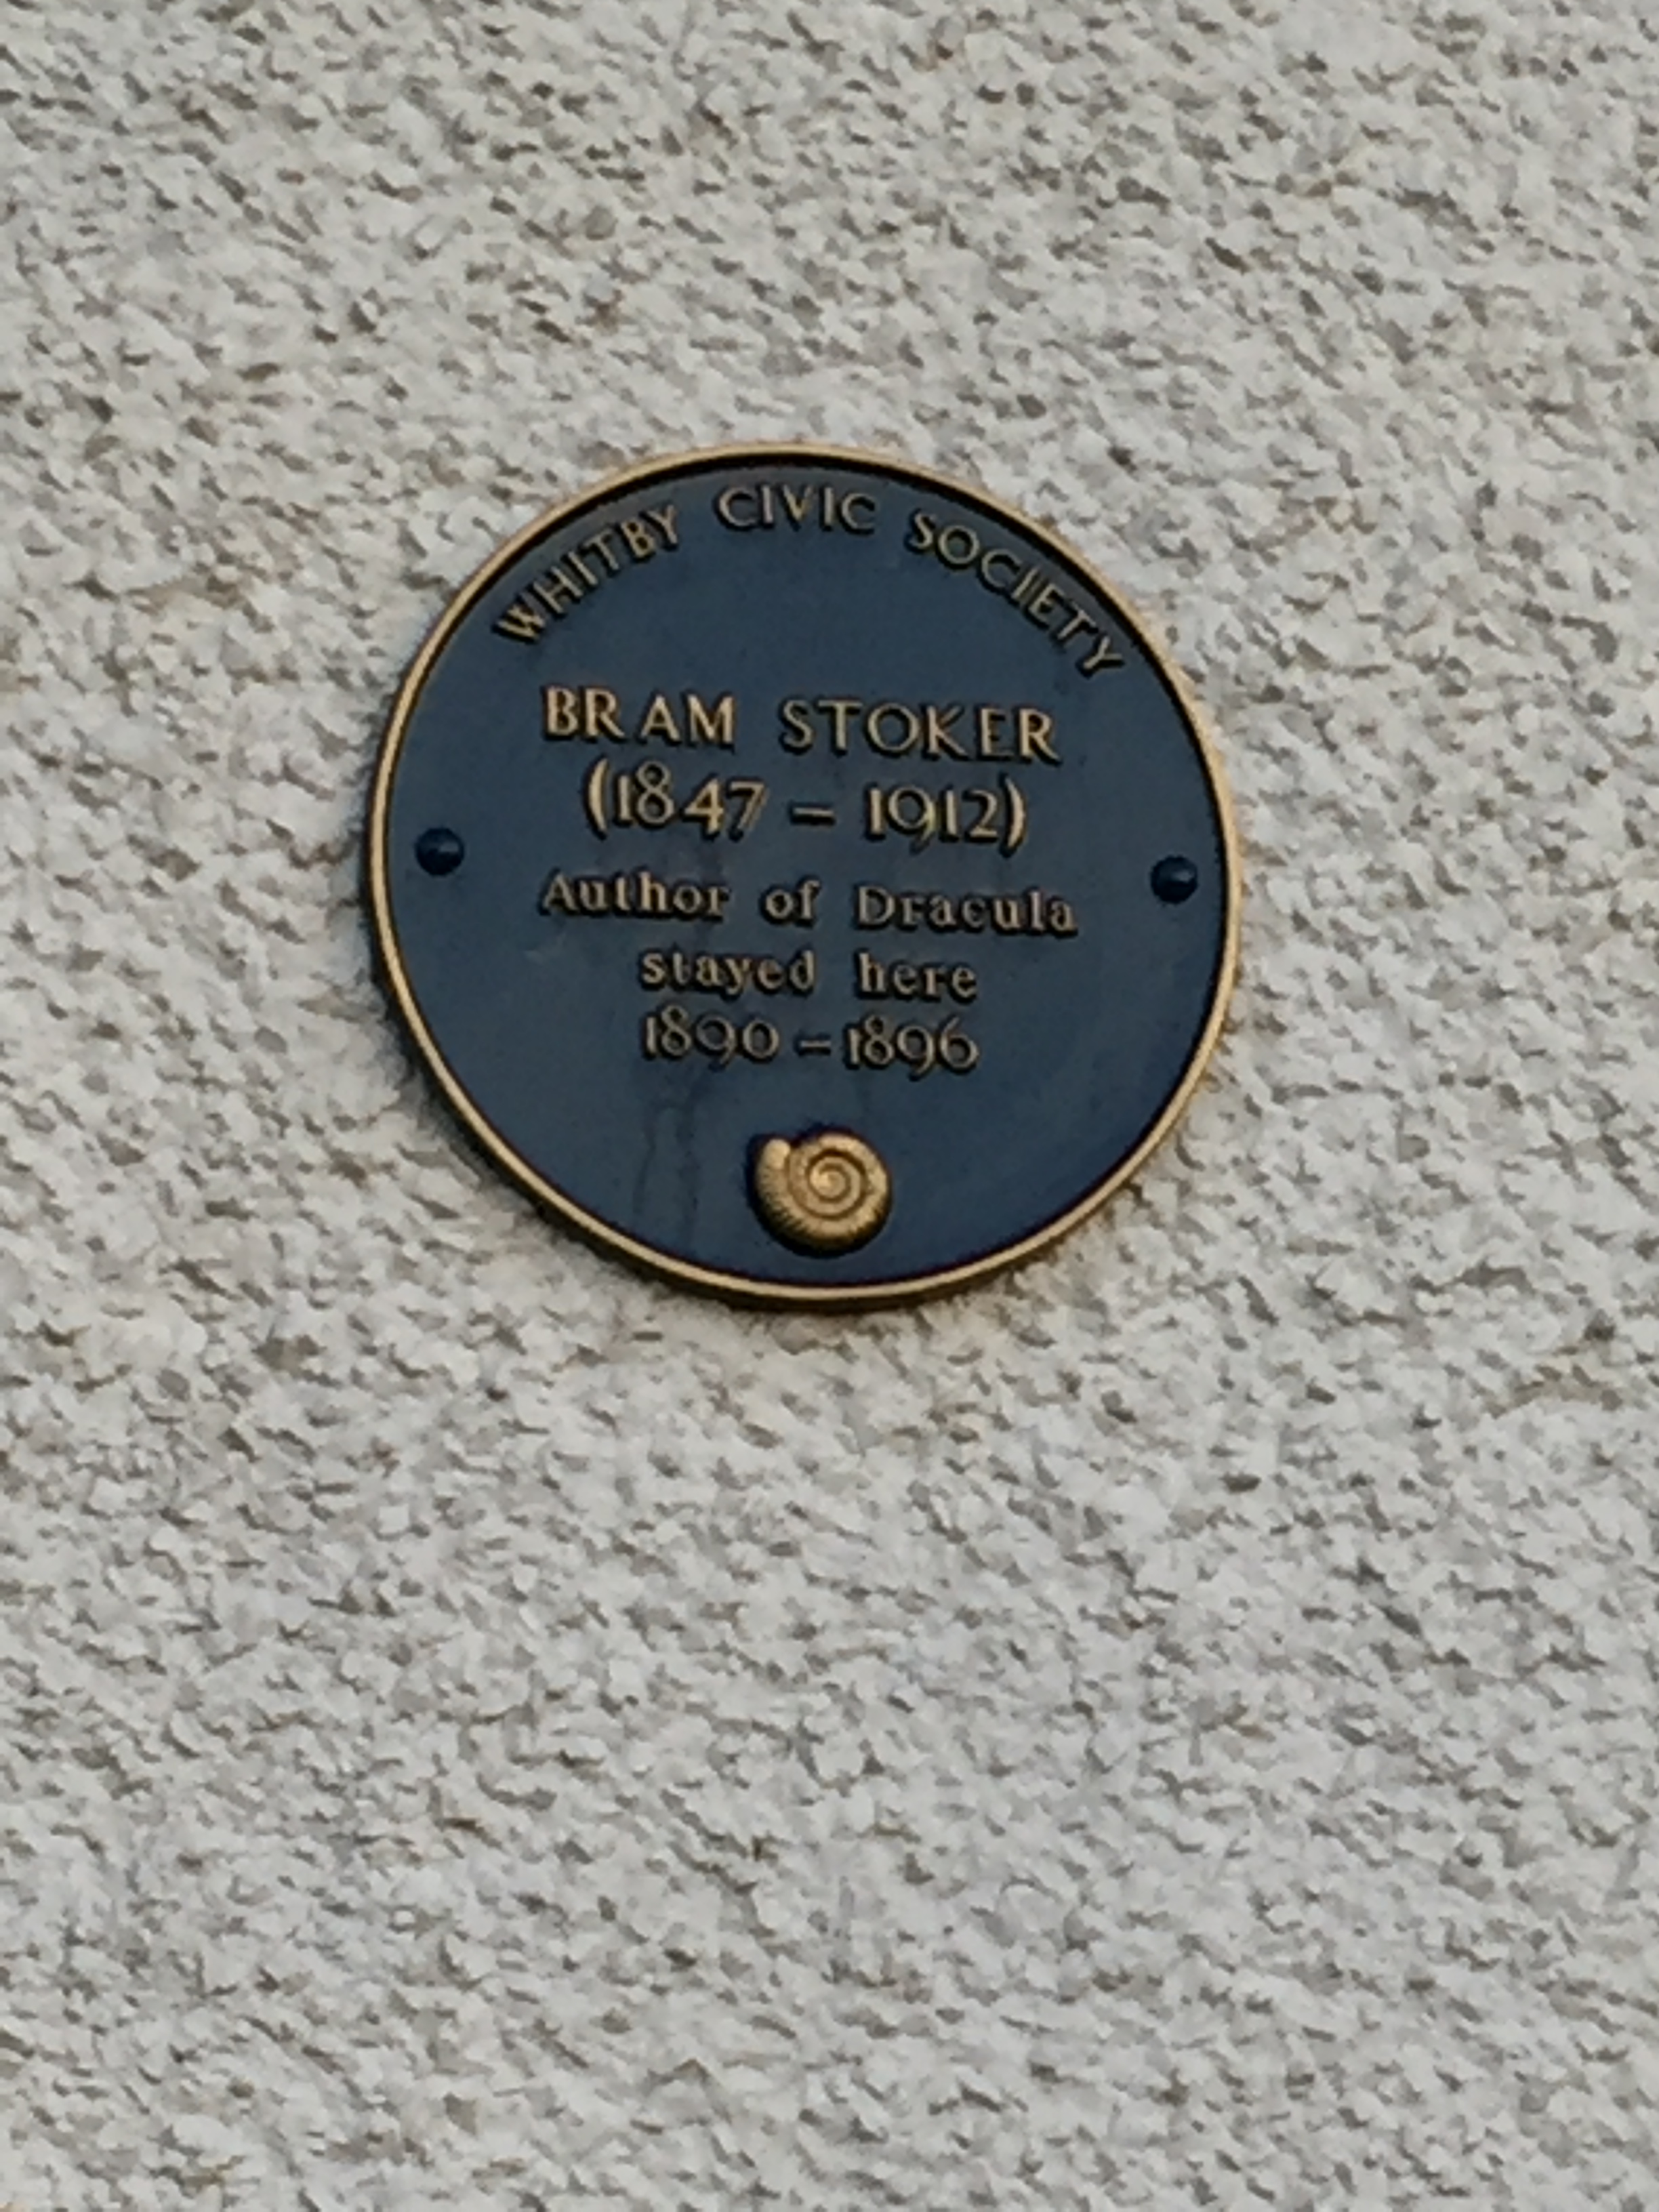 WHITBY CIVIC SOCIETY
BRAM STOKER
(1847 – 1912)
Author of Dracula
stayed here
1890 – 1896